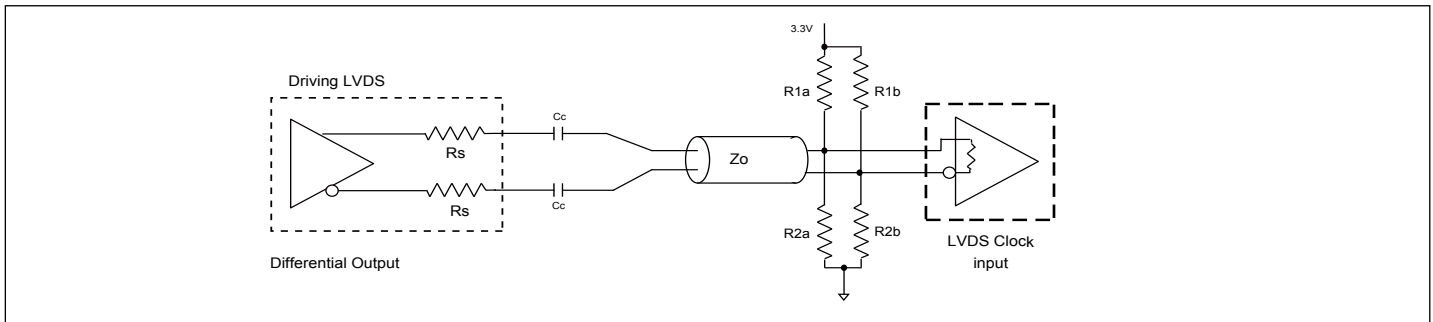 3.3V
Driving LVDS
R1a
R1b
Cc
Rs
Zo
Rs
Cc
R2a
R2b
LVDS Clock
input
Differential Output